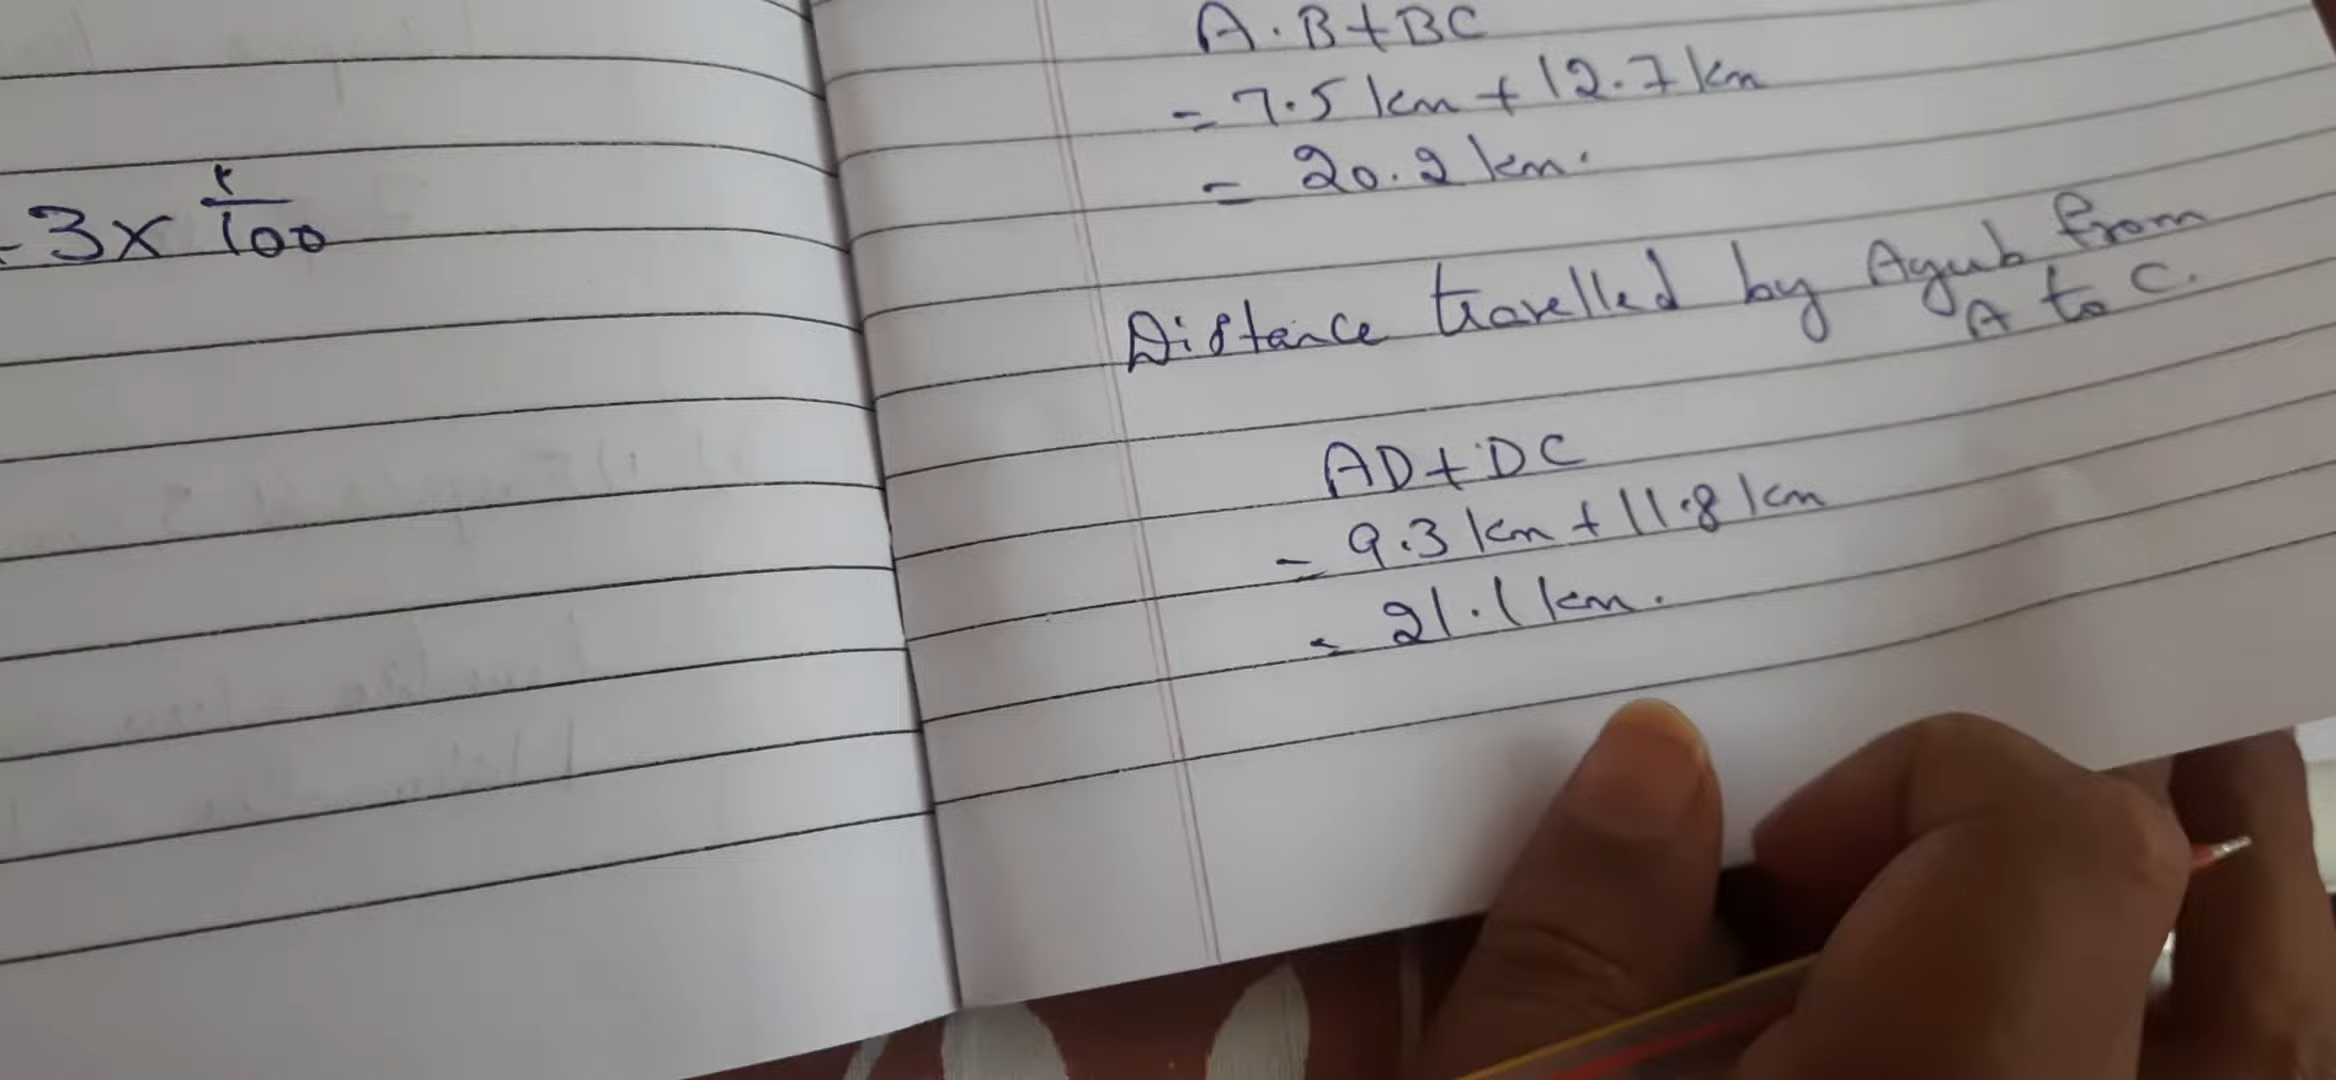 - 3 × 1/100
A.B+BC
= 7.5 km + 12.7 km
= 20.2 km.
Distance travelled by Ayub from
A to C.
AD+DC
= 9.3 km + 11.8 km
= 21.1 km.